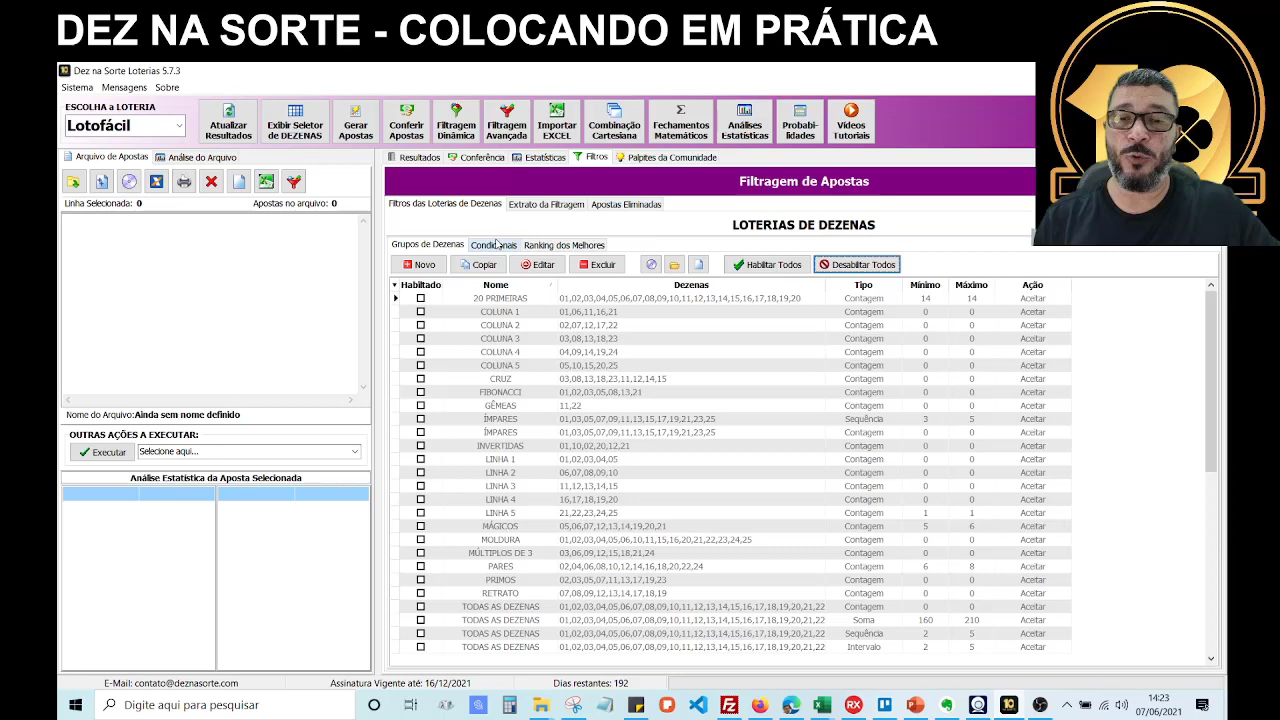 DEZ NA SORTE - COLOCANDO EM PRÁTICA
Dez na Sorte Loterias 5.7.3
Sistema Mensagens Sobre
ESCOLHA a LOTERIA
Lotofácil
Atualizar Resultados
Exibir Seletor de DEZENAS
Gerar Apostas
Conferir Apostas
Filtragem Dinâmica
Filtragem Avançada
Importar EXCEL
Combinação Cartesiana
Fechamentos Matemáticos
Análises Estatísticas
Probabi-lidades
Vídeos Tutoriais
Arquivo de Apostas Análise do Arquivo
Linha Selecionada: 0 Apostas no arquivo: 0
Nome do Arquivo:Ainda sem nome definido
OUTRAS AÇÕES A EXECUTAR:
Executar Selecione aqui...
Análise Estatística da Aposta Selecionada
Resultados Conferência Estatísticas Filtros Palpites da Comunidade
Filtragem de Apostas
Filtros das Loterias de Dezenas Extrato da Filtragem Apostas Eliminadas
LOTERIAS DE DEZENAS
Grupos de Dezenas Condicionais Ranking dos Melhores
Novo Copiar Editar Excluir Habilitar Todos Desabilitar Todos
Habilitado Nome Dezenas Tipo Mínimo Máximo Ação
20 PRIMEIRAS 01,02,03,04,05,06,07,08,09,10,11,12,13,14,15,16,17,18,19,20 Contagem 14 14 Aceitar
COLUNA 1 01,06,11,16,21 Contagem 0 0 Aceitar
COLUNA 2 02,07,12,17,22 Contagem 0 0 Aceitar
COLUNA 3 03,08,13,18,23 Contagem 0 0 Aceitar
COLUNA 4 04,09,14,19,24 Contagem 0 0 Aceitar
COLUNA 5 05,10,15,20,25 Contagem 0 0 Aceitar
CRUZ 03,08,13,18,23,11,12,14,15 Contagem 0 0 Aceitar
FIBONACCI 01,02,03,05,08,13,21 Contagem 0 0 Aceitar
GÊMEAS 11,22 Contagem 0 0 Aceitar
ÍMPARES 01,03,05,07,09,11,13,15,17,19,21,23,25 Sequência 3 5 Aceitar
ÍMPARES 01,03,05,07,09,11,13,15,17,19,21,23,25 Contagem 0 0 Aceitar
INVERTIDAS 01,10,02,20,12,21 Contagem 0 0 Aceitar
LINHA 1 01,02,03,04,05 Contagem 0 0 Aceitar
LINHA 2 06,07,08,09,10 Contagem 0 0 Aceitar
LINHA 3 11,12,13,14,15 Contagem 0 0 Aceitar
LINHA 4 16,17,18,19,20 Contagem 0 0 Aceitar
LINHA 5 21,22,23,24,25 Contagem 1 1 Aceitar
MÁGICOS 05,06,07,12,13,14,19,20,21 Contagem 5 6 Aceitar
MOLDURA 01,02,03,04,05,06,10,11,15,16,20,21,22,23,24,25 Contagem 0 0 Aceitar
MÚLTIPLOS DE 3 03,06,09,12,15,18,21,24 Contagem 0 0 Aceitar
PARES 02,04,06,08,10,12,14,16,18,20,22,24 Contagem 6 8 Aceitar
PRIMOS 02,03,05,07,11,13,17,19,23 Contagem 0 0 Aceitar
RETRATO 07,08,09,12,13,14,17,18,19 Contagem 0 0 Aceitar
TODAS AS DEZENAS 01,02,03,04,05,06,07,08,09,10,11,12,13,14,15,16,17,18,19,20,21,22 Contagem 0 0 Aceitar
TODAS AS DEZENAS 01,02,03,04,05,06,07,08,09,10,11,12,13,14,15,16,17,18,19,20,21,22 Soma 160 210 Aceitar
TODAS AS DEZENAS 01,02,03,04,05,06,07,08,09,10,11,12,13,14,15,16,17,18,19,20,21,22 Sequência 2 5 Aceitar
TODAS AS DEZENAS 01,02,03,04,05,06,07,08,09,10,11,12,13,14,15,16,17,18,19,20,21,22 Intervalo 2 5 Aceitar
E-Mail: contato@deznasorte.com Assinatura Vigente até: 16/12/2021 Dias restantes: 192
Digite aqui para pesquisar
14:23
07/06/2021